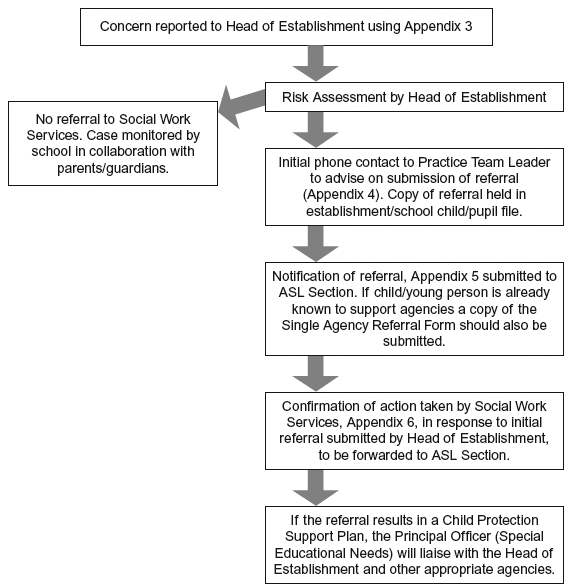 Concern reported to Head of Establishment using Appendix 3
Risk Assessment by Head of Establishment
No referral to Social Work
Services. Case monitored by
school in collaboration with
parents/guardians.
Initial phone contact to Practice Team Leader
to advise on submission of referral
(Appendix 4). Copy of referral held in
establishment/school child/pupil file.
Notification of referral, Appendix 5 submitted to
ASL Section. If child/young person is already
known to support agencies a copy of the
Single Agency Referral Form should also be
submitted.
Confirmation of action taken by Social Work
Services, Appendix 6, in response to initial
referral submitted by Head of Establishment,
to be forwarded to ASL Section.
If the referral results in a Child Protection
Support Plan, the Principal Officer (Special
Educational Needs) will liaise with the Head of
Establishment and other appropriate agencies.